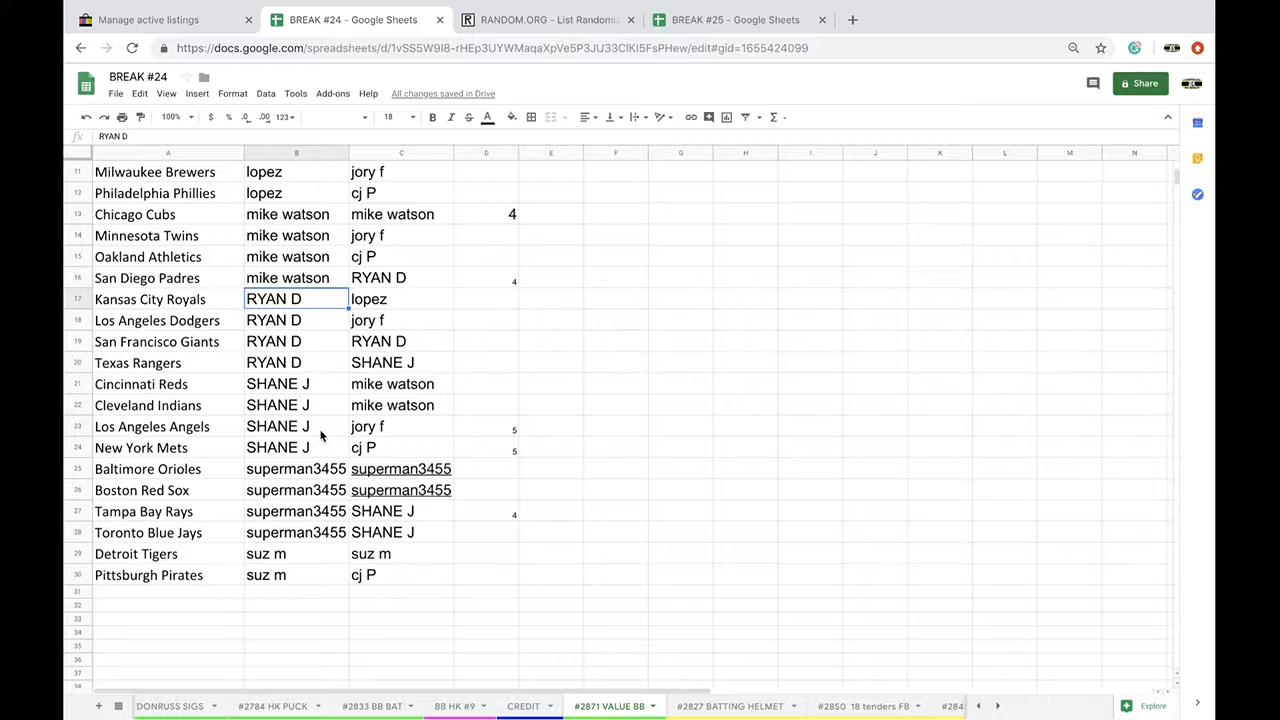 Manage active listings
BREAK #24 - Google Sheets
RANDOM.ORG - List Randomi
BREAK #25 - Google Sheets
https://docs.google.com/spreadsheets/d/1vSS5W9I8-rHEp3UYWMaqaXpVe5P3JU33ClKI5FsPHew/edit#gid=1655424099
BREAK #24
File Edit View Insert Format Data Tools Add-ons Help All changes saved in Drive
Share
100% $ % .0 .00 123 18 B I S A
fx RYAN D
A B C D E F G H I J K L M N
11 Milwaukee Brewers lopez jory f
12 Philadelphia Phillies lopez cj P
13 Chicago Cubs mike watson mike watson 4
14 Minnesota Twins mike watson jory f
15 Oakland Athletics mike watson cj P
16 San Diego Padres mike watson RYAN D 4
17 Kansas City Royals RYAN D lopez
18 Los Angeles Dodgers RYAN D jory f
19 San Francisco Giants RYAN D RYAN D
20 Texas Rangers RYAN D SHANE J
21 Cincinnati Reds SHANE J mike watson
22 Cleveland Indians SHANE J mike watson
23 Los Angeles Angels SHANE J jory f 5
24 New York Mets SHANE J cj P 5
25 Baltimore Orioles superman3455 superman3455
26 Boston Red Sox superman3455 superman3455
27 Tampa Bay Rays superman3455 SHANE J 4
28 Toronto Blue Jays superman3455 SHANE J
29 Detroit Tigers suz m suz m
30 Pittsburgh Pirates suz m cj P
31
32
33
34
35
36
37
38
DONRUSS SIGS #2784 HK PUCK #2833 BB BAT BB HK #9 CREDIT #2871 VALUE BB #2827 BATTING HELMET #2850 18 tenders FB #284 Explore